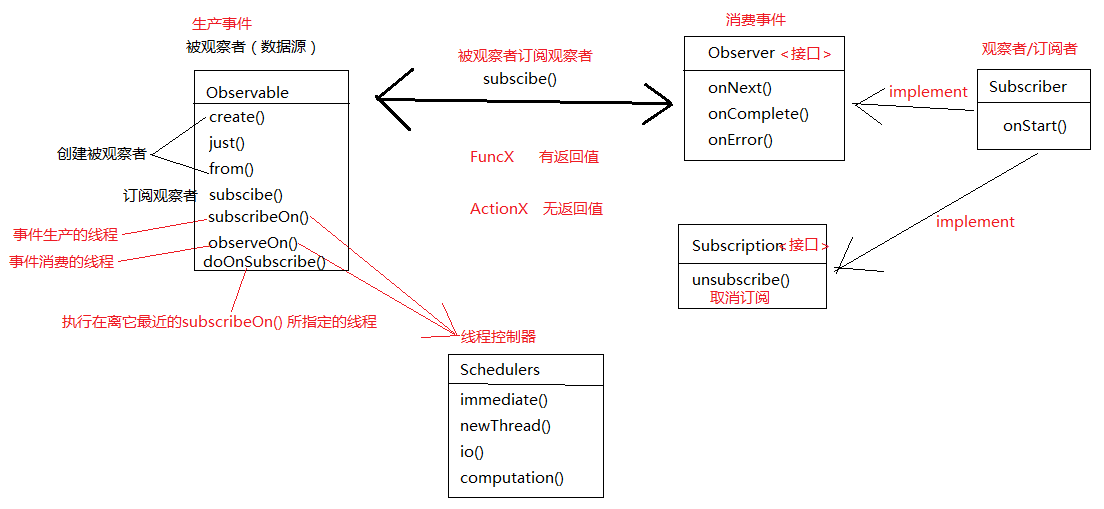 生产事件
被观察者（数据源）
Observable
create()
just()
from()
subscibe()
subscribeOn()
observeOn()
doOnSubscribe()
创建被观察者
订阅观察者
事件生产的线程
事件消费的线程
执行在离它最近的subscribeOn() 所指定的线程
被观察者订阅观察者
subscibe()
FuncX 有返回值
ActionX 无返回值
消费事件
Observer <接口>
onNext()
onComplete()
onError()
观察者/订阅者
Subscriber
onStart()
implement
implement
Subscription<接口>
unsubscribe()
取消订阅
线程控制器
Schedulers
immediate()
newThread()
io()
computation()